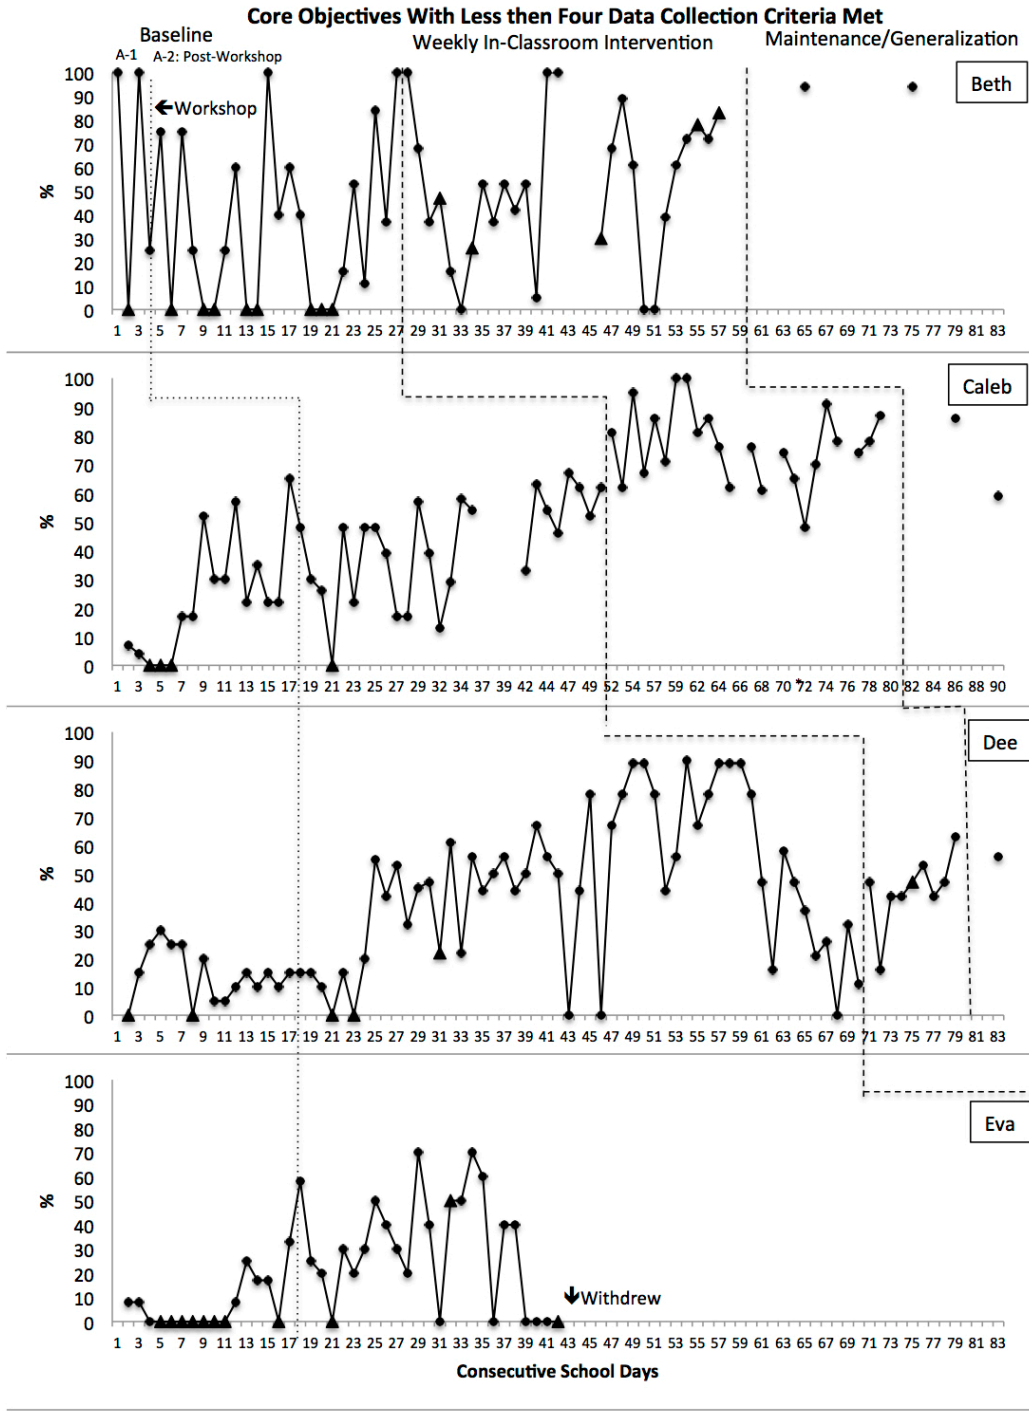 Core Objectives With Less then Four Data Collection Criteria Met
Baseline
Weekly In-Classroom Intervention
Maintenance/Generalization
A-1
A-2: Post-Workshop
100
90
80
70
60
50
40
30
20
10
0
%
🡰Workshop
Beth
1 3 5 7 9 11 13 15 17 19 21 23 25 27 29 31 33 35 37 39 41 43 45 47 49 51 53 55 57 59 61 63 65 67 69 71 73 75 77 79 81 83
100
90
80
70
60
50
40
30
20
10
0
%
Caleb
1 3 5 7 9 11 13 15 17 19 21 23 25 27 29 32 34 42 44 47 49 52 54 57 59 62 64 66 68 70 *72 74 76 78 80 82 84 86 88 90
100
90
80
70
60
50
40
30
20
10
0
%
Dee
1 3 5 7 9 11 13 15 17 19 21 23 25 27 29 31 33 35 37 39 41 43 45 47 49 51 53 55 57 59 61 63 65 67 69 71 73 75 77 79 81 83
100
90
80
70
60
50
40
30
20
10
0
%
Eva
🡳Withdrew
1 3 5 7 9 11 13 15 17 19 21 23 25 27 29 31 33 35 37 39 41 43 45 47 49 51 53 55 57 59 61 63 65 67 69 71 73 75 77 79 81 83
Consecutive School Days